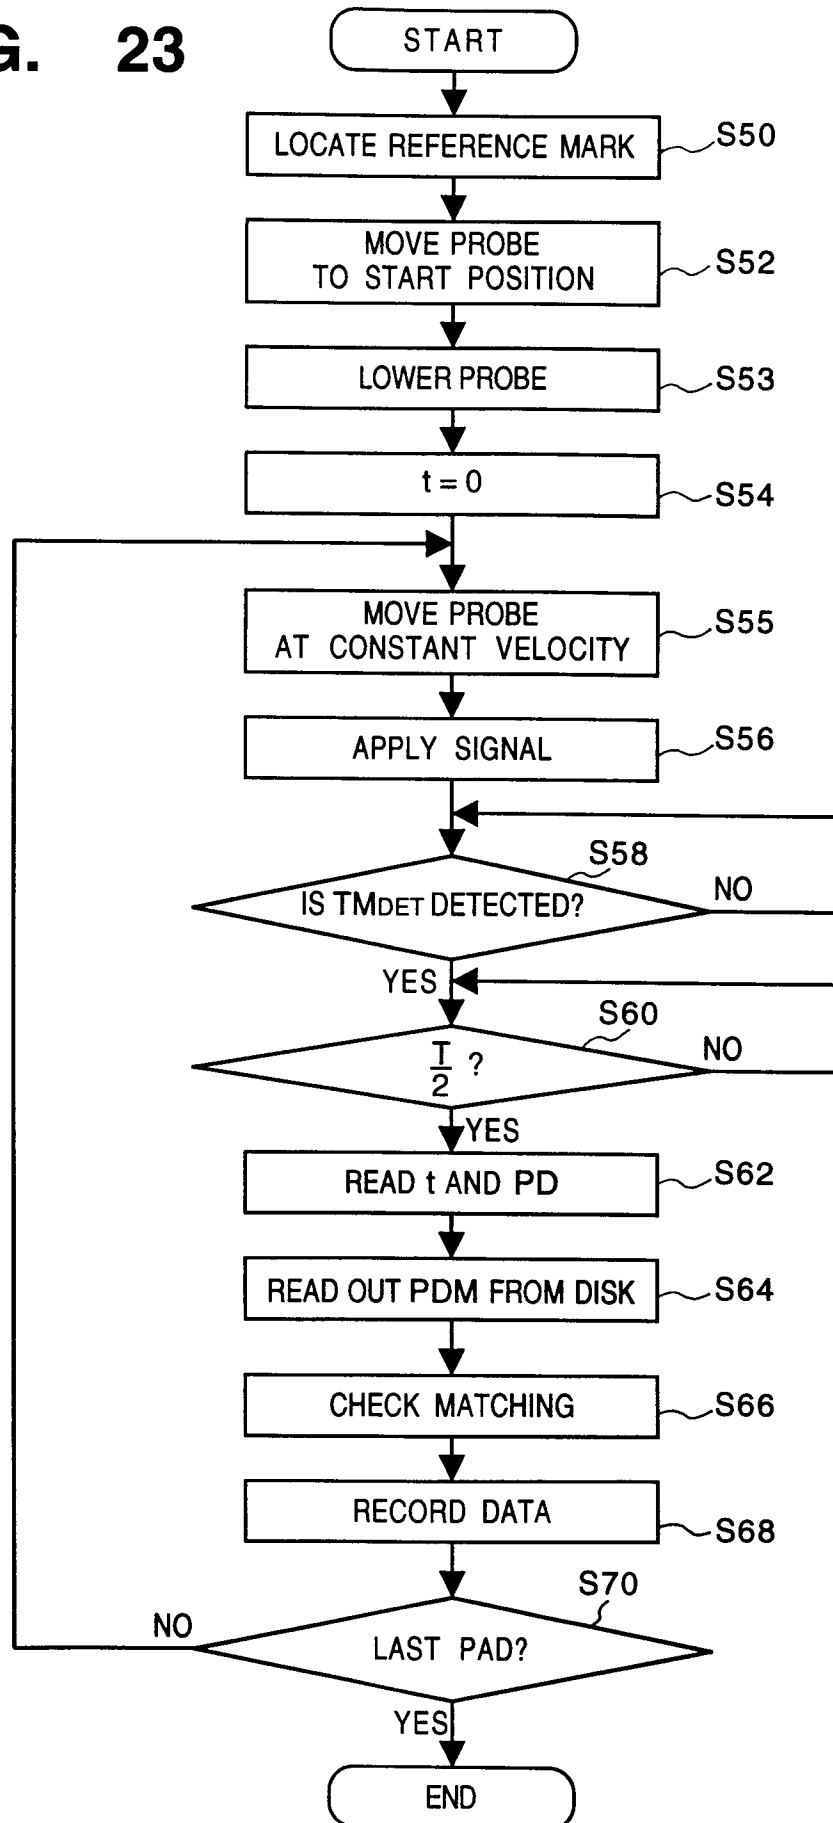 G. 23
START
LOCATE REFERENCE MARK
S50
MOVE PROBE
TO START POSITION
S52
LOWER PROBE
S53
t = 0
S54
MOVE PROBE
AT CONSTANT VELOCITY
S55
APPLY SIGNAL
S56
S58
IS TMDET DETECTED?
NO
YES
S60
T/2 ?
NO
YES
READ t AND PD
S62
READ OUT PDM FROM DISK
S64
CHECK MATCHING
S66
RECORD DATA
S68
S70
LAST PAD?
NO
YES
END